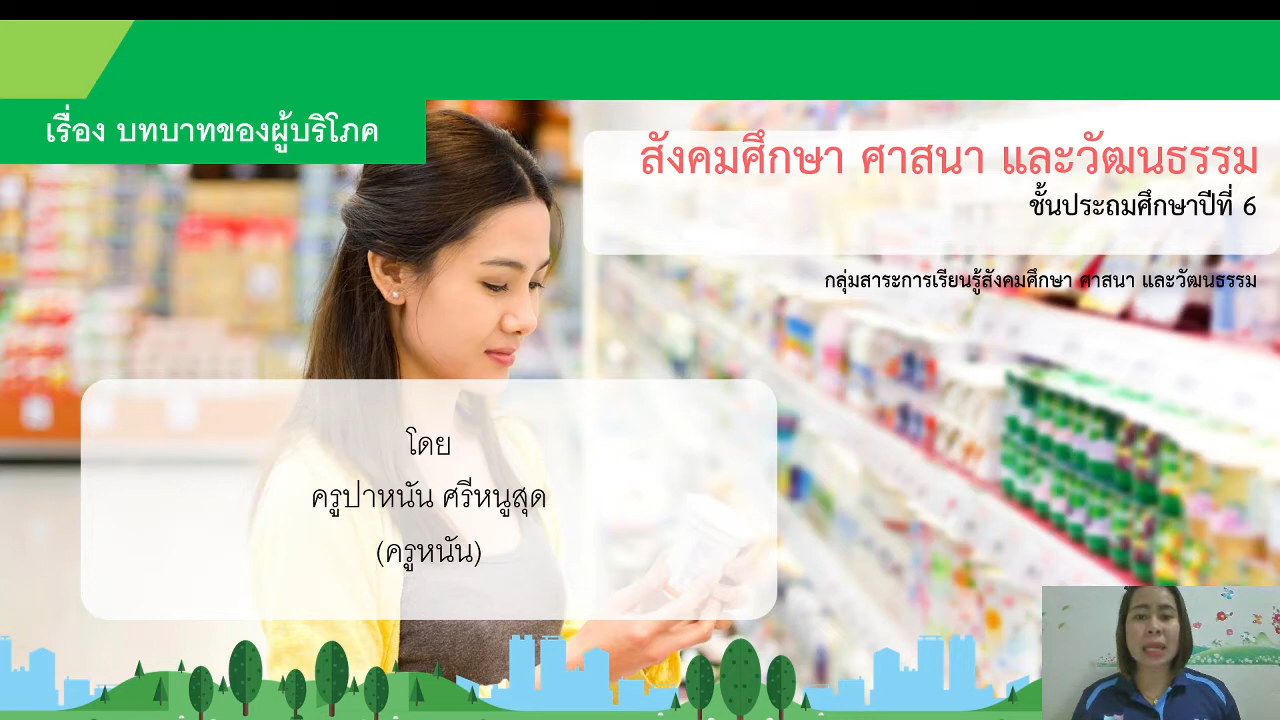 เรื่อง บทบาทของผู้บริโภค
สังคมศึกษา ศาสนา และวัฒนธรรม
ชั้นประถมศึกษาปีที่ 6
กลุ่มสาระการเรียนรู้สังคมศึกษา ศาสนา และวัฒนธรรม
โดย
ครูปาหนัน ศรีหนูสุด
(ครูหนัน)